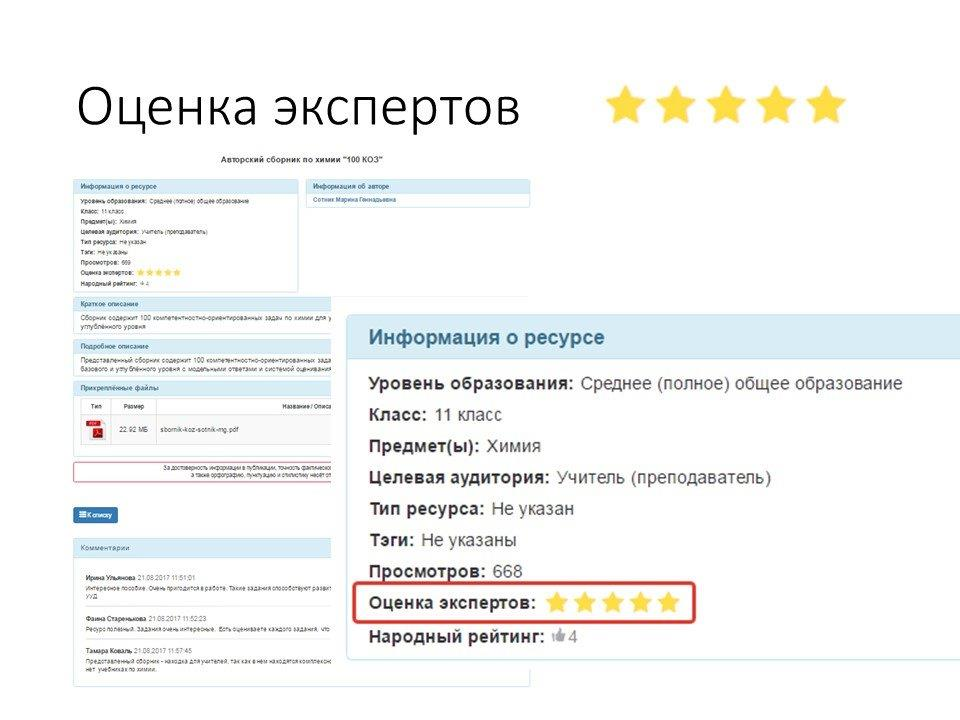 Оценка экспертов
Авторский сборник по химии "100 КОЗ"
Информация о ресурсе
Уровень образования: Среднее (полное) общее образование
Класс: 11 класс
Предмет(ы): Химия
Целевая аудитория: Учитель (преподаватель)
Тип ресурса: Не указан
Тэги: Не указаны
Просмотров: 669
Оценка экспертов:
Народный рейтинг: 4
Информация об авторе
Сотник Марина Геннадьевна
Краткое описание
Сборник содержит 100 компетентностно-ориентированных задач по химии для у
углубленного уровня
Подробное описание
Представленный сборник содержит 100 компетентностно-ориентированных зада
базового и углублённого уровня с модельными ответами и системой оценивания
Прикреплённые файлы
Тип Размер Название / Описа
PDF 22.92 МБ sbornik-koz-sotnik-mg.pdf
За достоверность информации в публикации, точность фактическо
а также орфографию, пунктуацию и стилистику несёт от
К списку
Комментарии
Ирина Ульянова 21.08.2017 11:51:01
Интересное пособие. Очень пригодится в работе. Такие задания способствуют развит
УУД
Фаина Старенькова 21.08.2017 11:52:23
Ресурс полезный. Задания очень интересные. Есть оцениваете каждого задания, что
Тамара Коваль 21.08.2017 11:57:45
Представленный сборник - находка для учителей, так как в нем находятся комплексно
нет учебниках по химии.
Информация о ресурсе
Уровень образования: Среднее (полное) общее образование
Класс: 11 класс
Предмет(ы): Химия
Целевая аудитория: Учитель (преподаватель)
Тип ресурса: Не указан
Тэги: Не указаны
Просмотров: 668
Оценка экспертов:
Народный рейтинг: 4